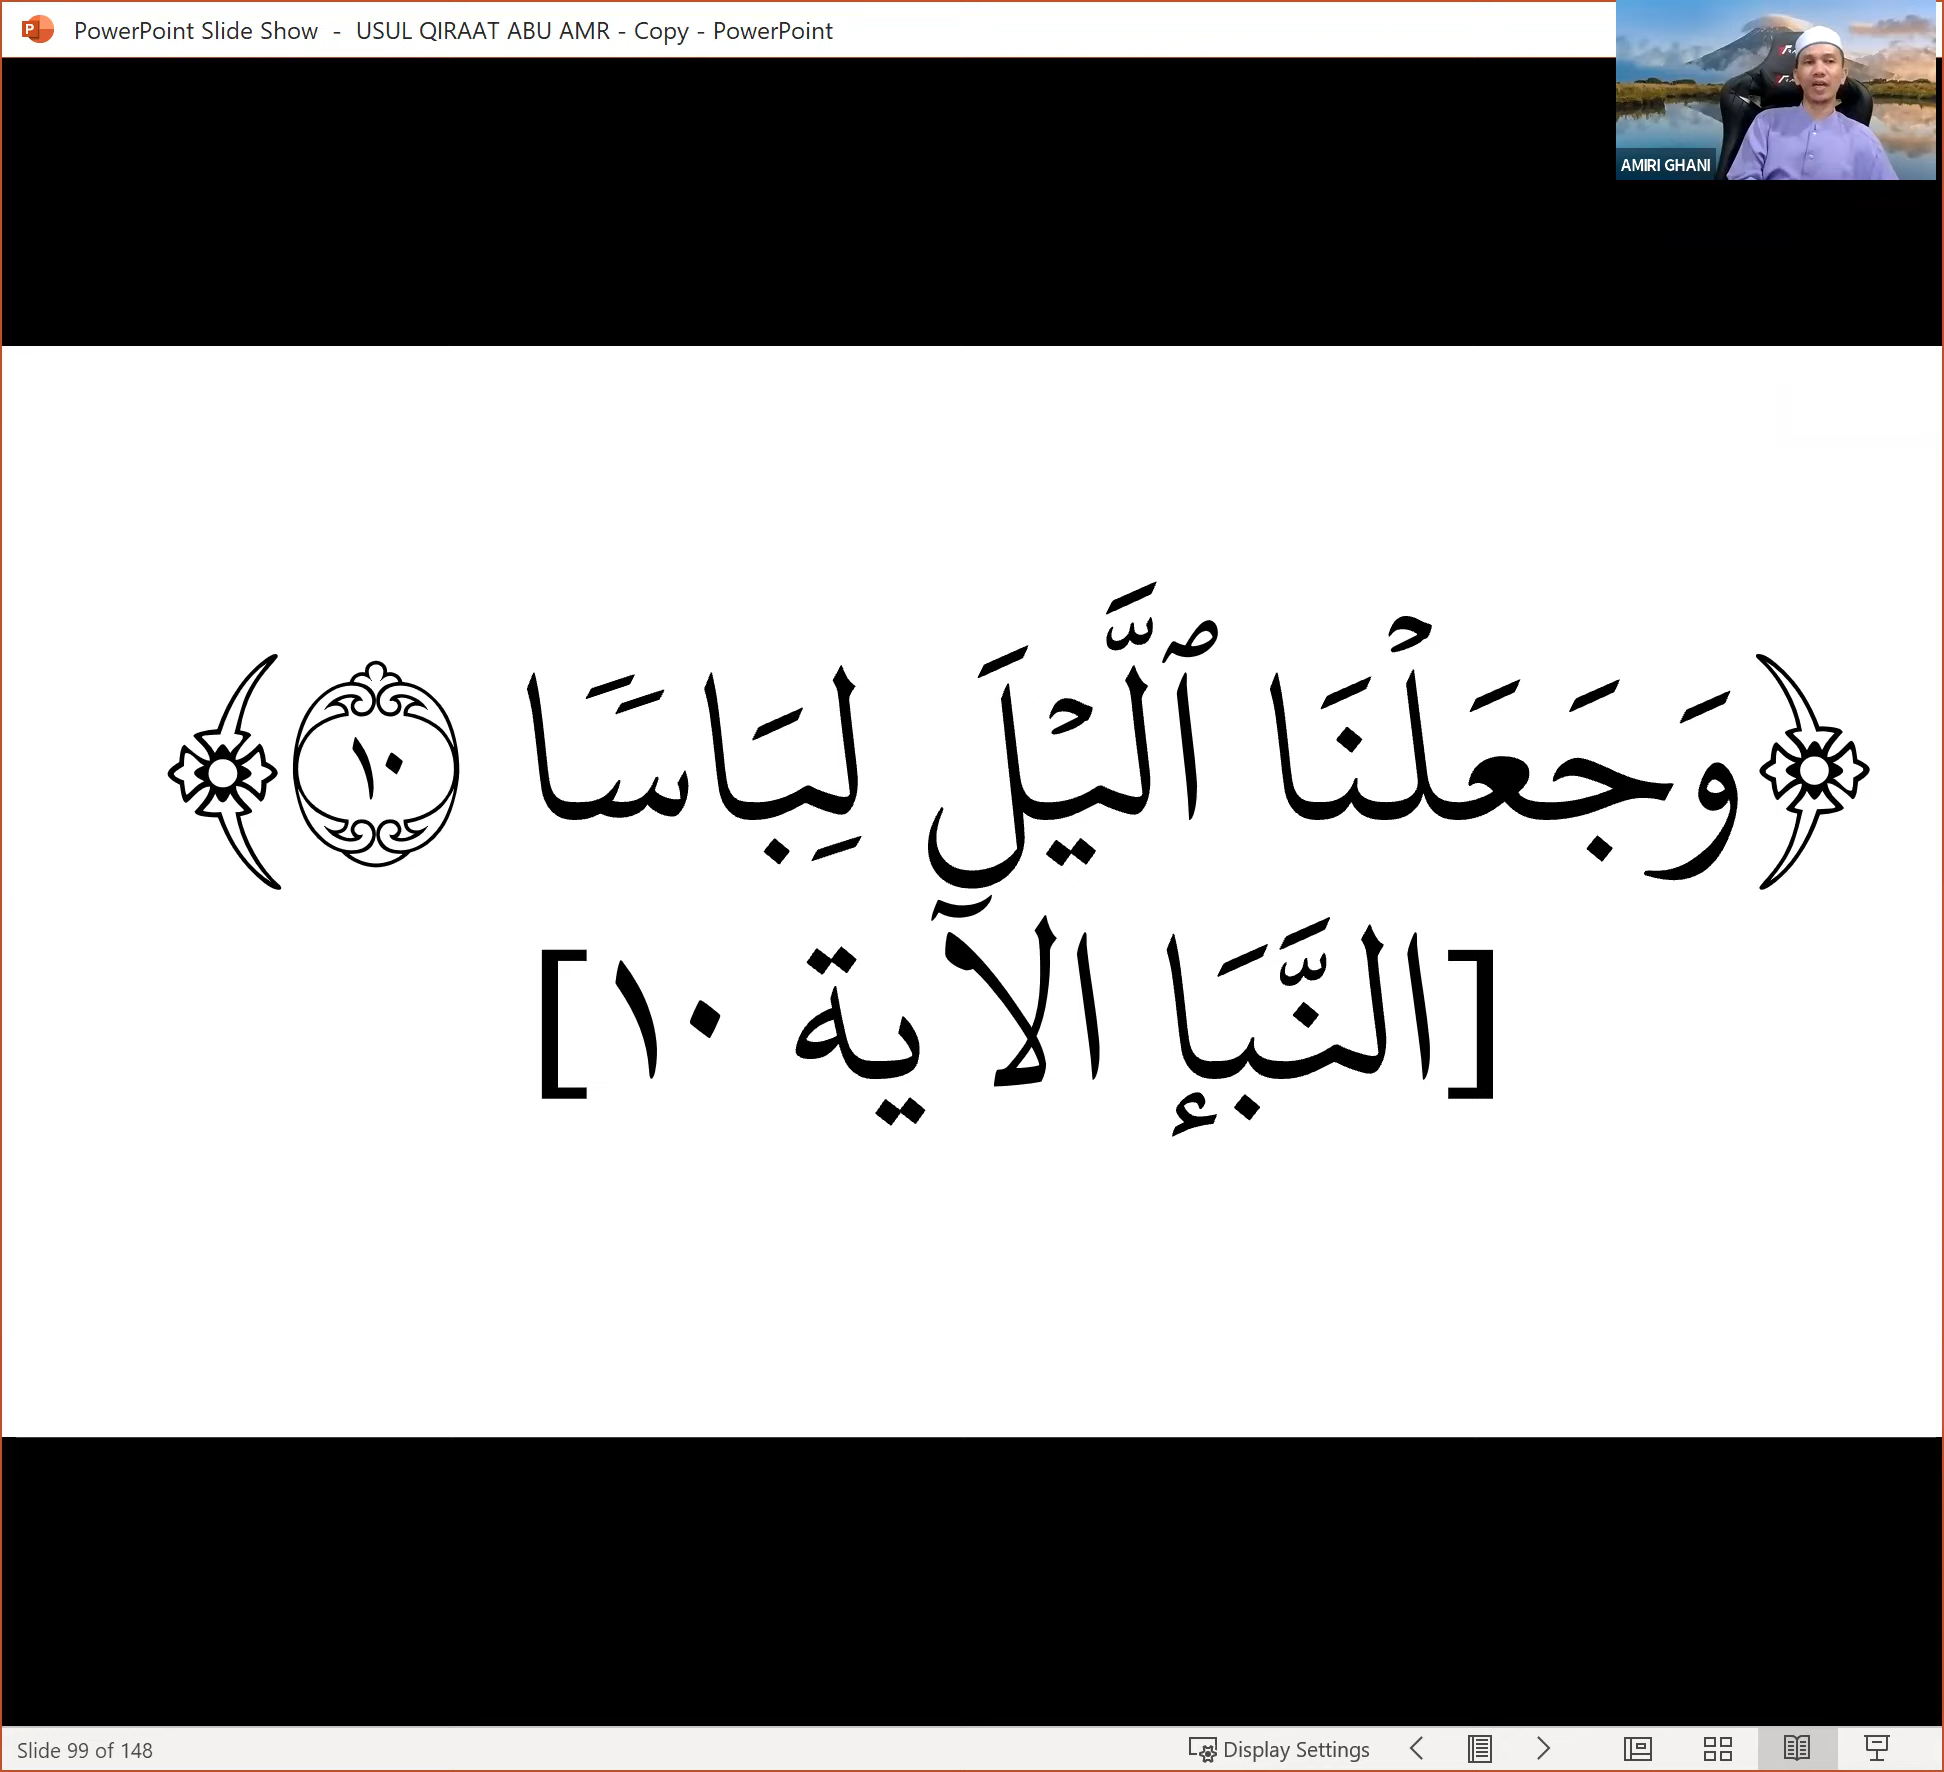 PowerPoint Slide Show - USUL QIRAAT ABU AMR - Copy - PowerPoint
AMIRI GHANI
﴿وَجَعَلۡنَا ٱلَّيۡلَ لِبَاسًا ١٠﴾
[النَّبَإ الآية ١٠]
Slide 99 of 148
Display Settings